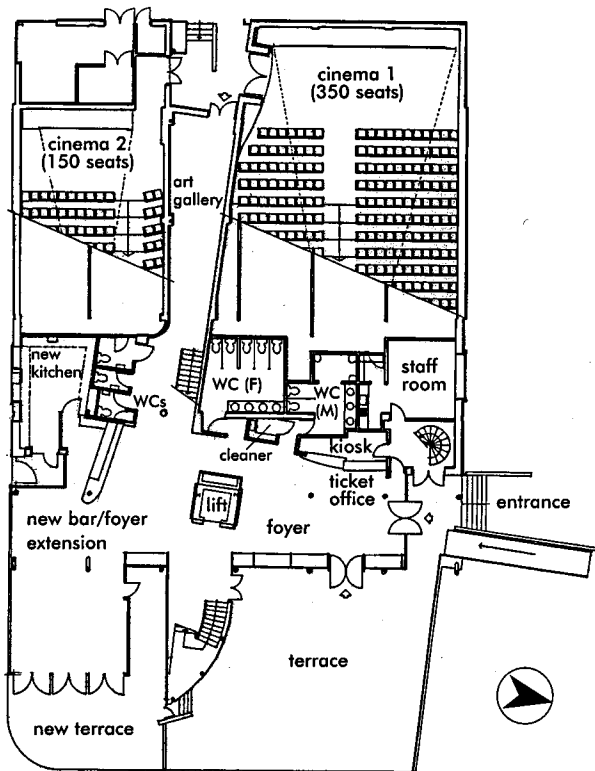 cinema 1
(350 seats)
cinema 2
(150 seats)
art
gallery
new
kitchen
WCs
WC (F)
WC
(M)
staff
room
cleaner
kiosk
ticket
office
lift
foyer
entrance
new bar/foyer
extension
terrace
new terrace